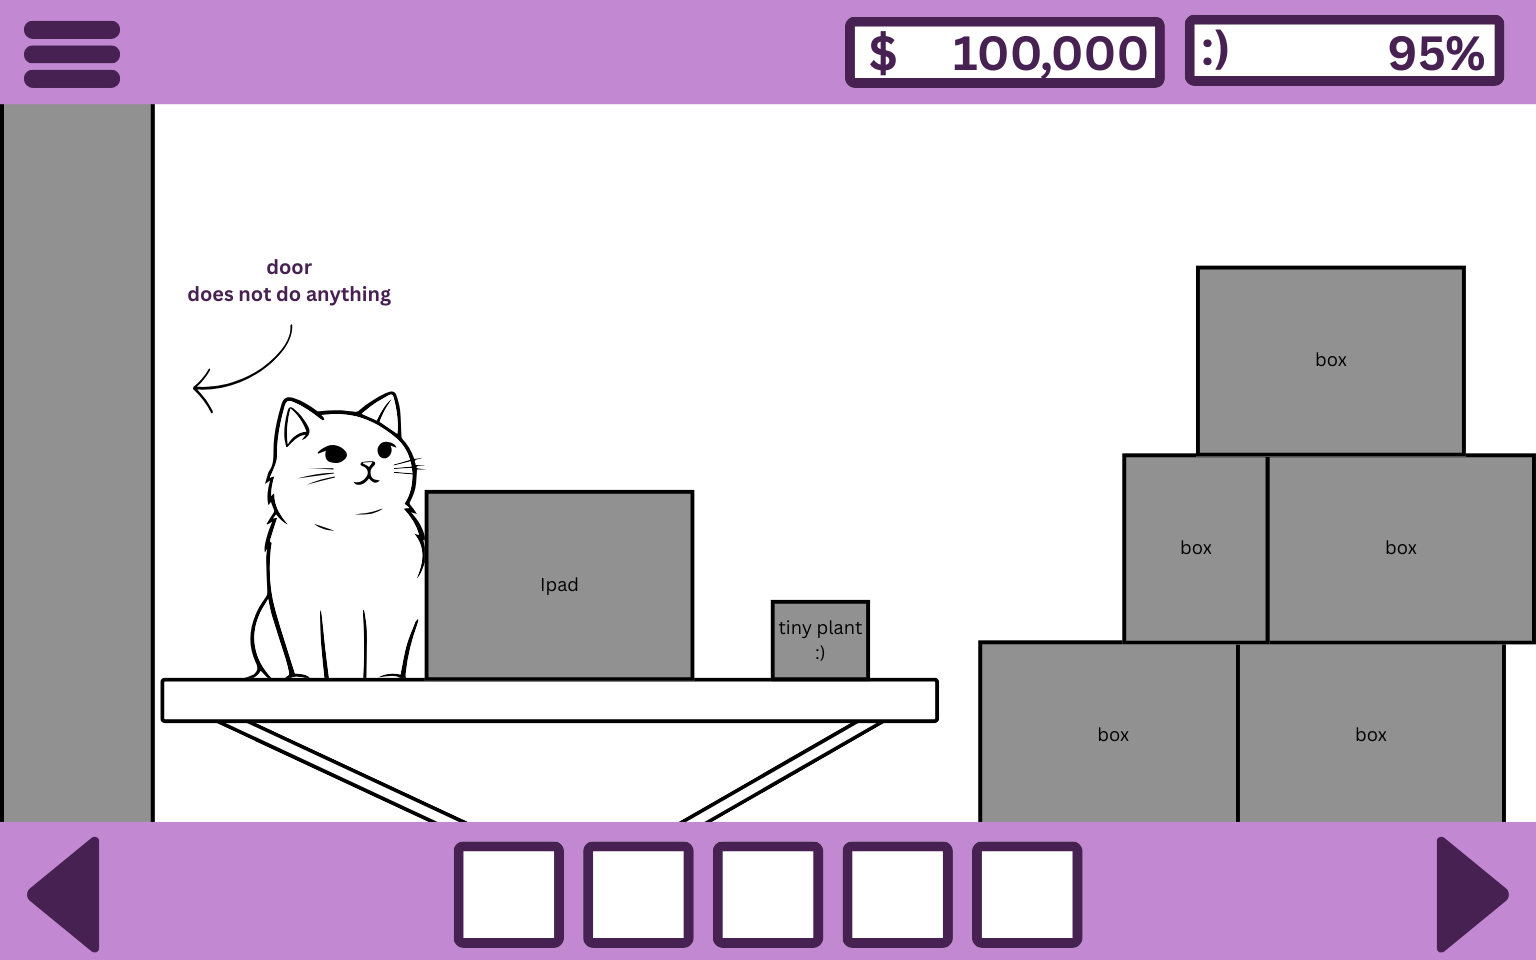 $ 100,000
:) 95%
door
does not do anything
box
box
box
Ipad
tiny plant
:)
box
box